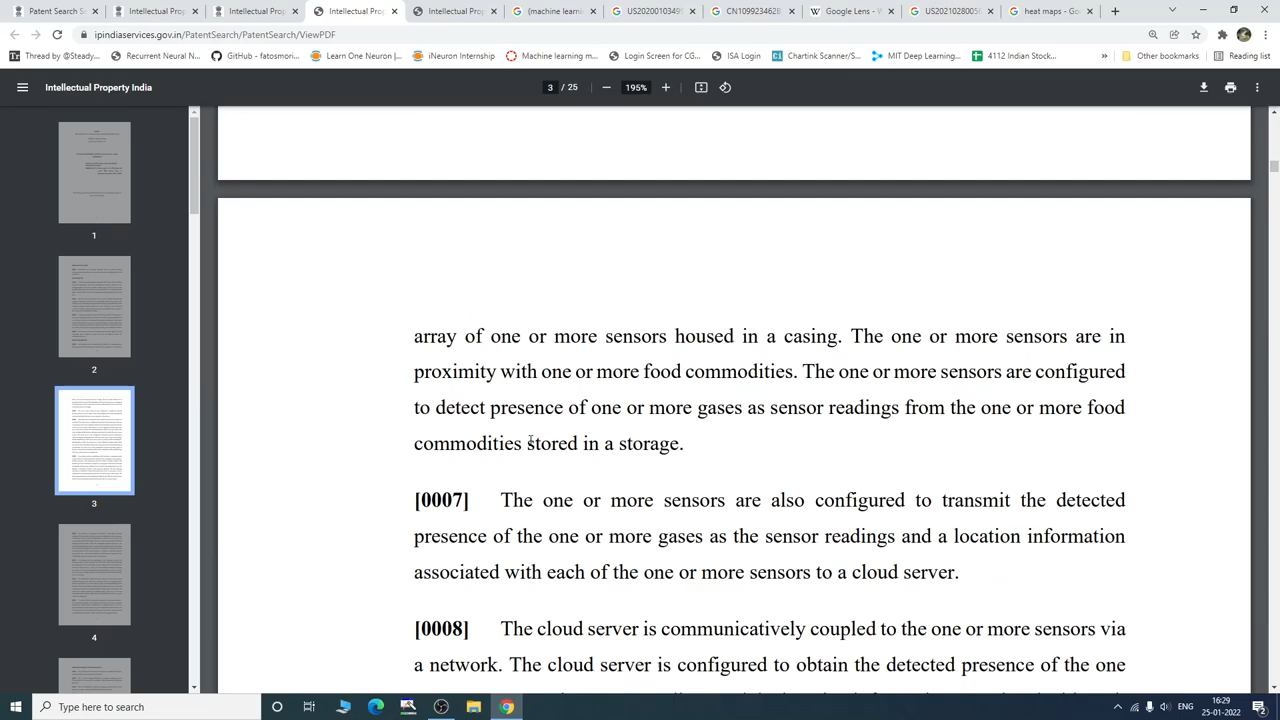 Patent Search S
Intellectual Prop
Intellectual Prop
Intellectual Prop
Intellectual Prop
(machine learni
US2020010349
CN109923462B
Google Lens - W
US2021028005
heat maps - Goo
ipindiaservices.gov.in/PatentSearch/PatentSearch/ViewPDF
Thread by @Steady...
Recurrent Neural N...
GitHub - fatosmori...
Learn One Neuron |...
iNeuron Internship
Machine learning m...
Login Screen for CG...
ISA Login
Chartink Scanner/S...
MIT Deep Learning...
4112 Indian Stock...
»
Other bookmarks
Reading list
Intellectual Property India
3 / 25
195%
1
2
3
4
array of one or more sensors housed in a casing. The one or more sensors are in
proximity with one or more food commodities. The one or more sensors are configured
to detect presence of one or more gases as sensor readings from the one or more food
commodities stored in a storage.
[0007] The one or more sensors are also configured to transmit the detected
presence of the one or more gases as the sensor readings and a location information
associated with each of the one or more sensors to a cloud server.
[0008] The cloud server is communicatively coupled to the one or more sensors via
a network. The cloud server is configured to obtain the detected presence of the one
Type here to search
ENG
16:29
25-01-2022
2